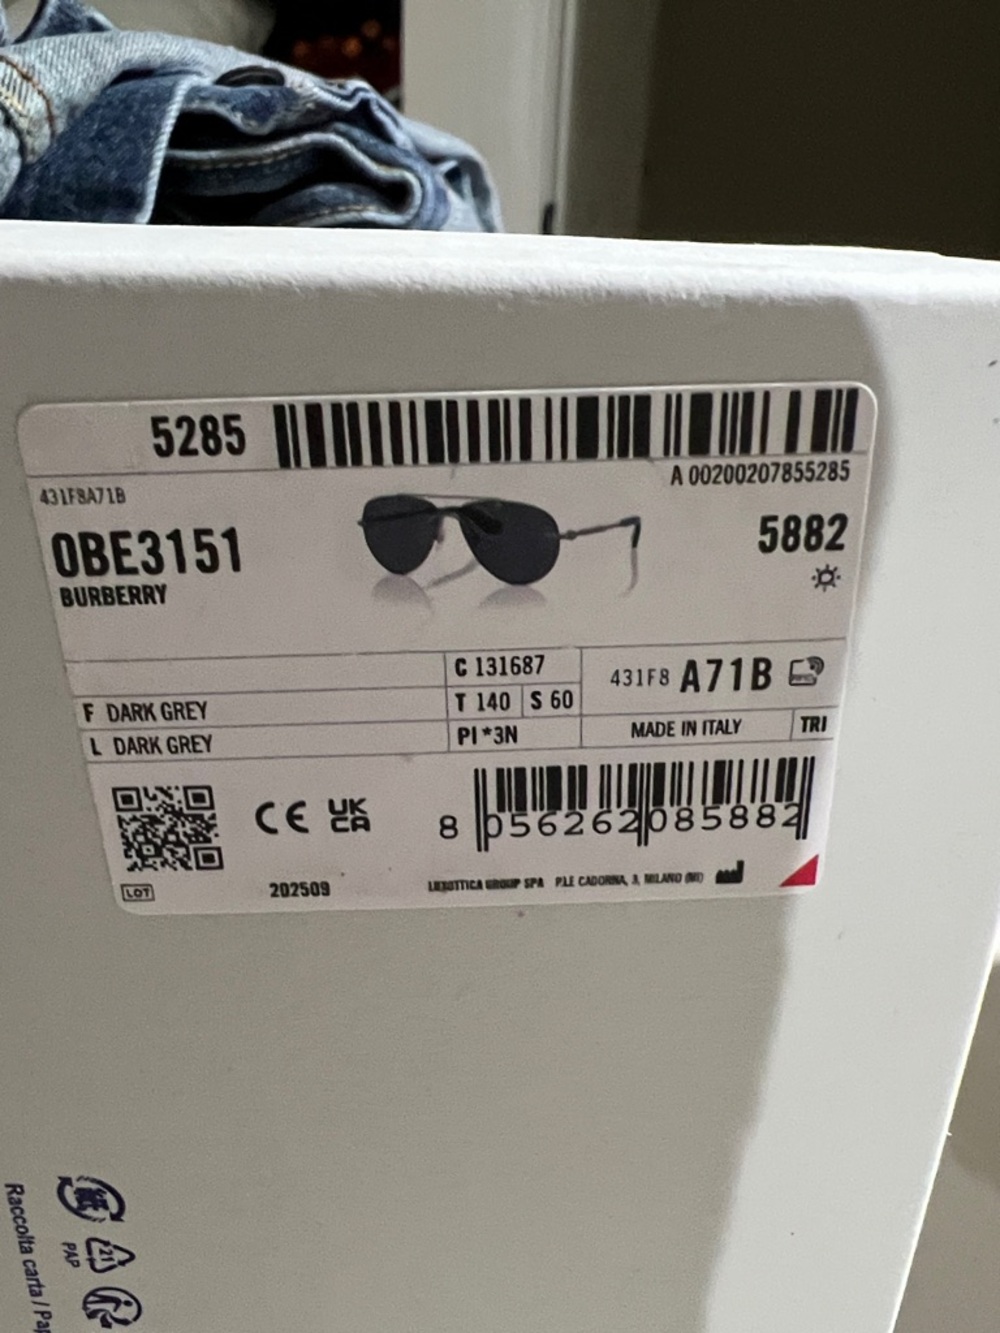 5285
A 00200207855285
431F8A71B
0BE3151
BURBERRY
5882
C 131687
431F8 A71B
F DARK GREY
T 140 S 60
L DARK GREY
PI *3N
MADE IN ITALY
TRI
CE UK CA
8 056262 085882
LOT
202509
LUXOTTICA GROUP SPA P.LE CADORNA, 3, MILANO (MI)
21
PAP
Raccolta carta /